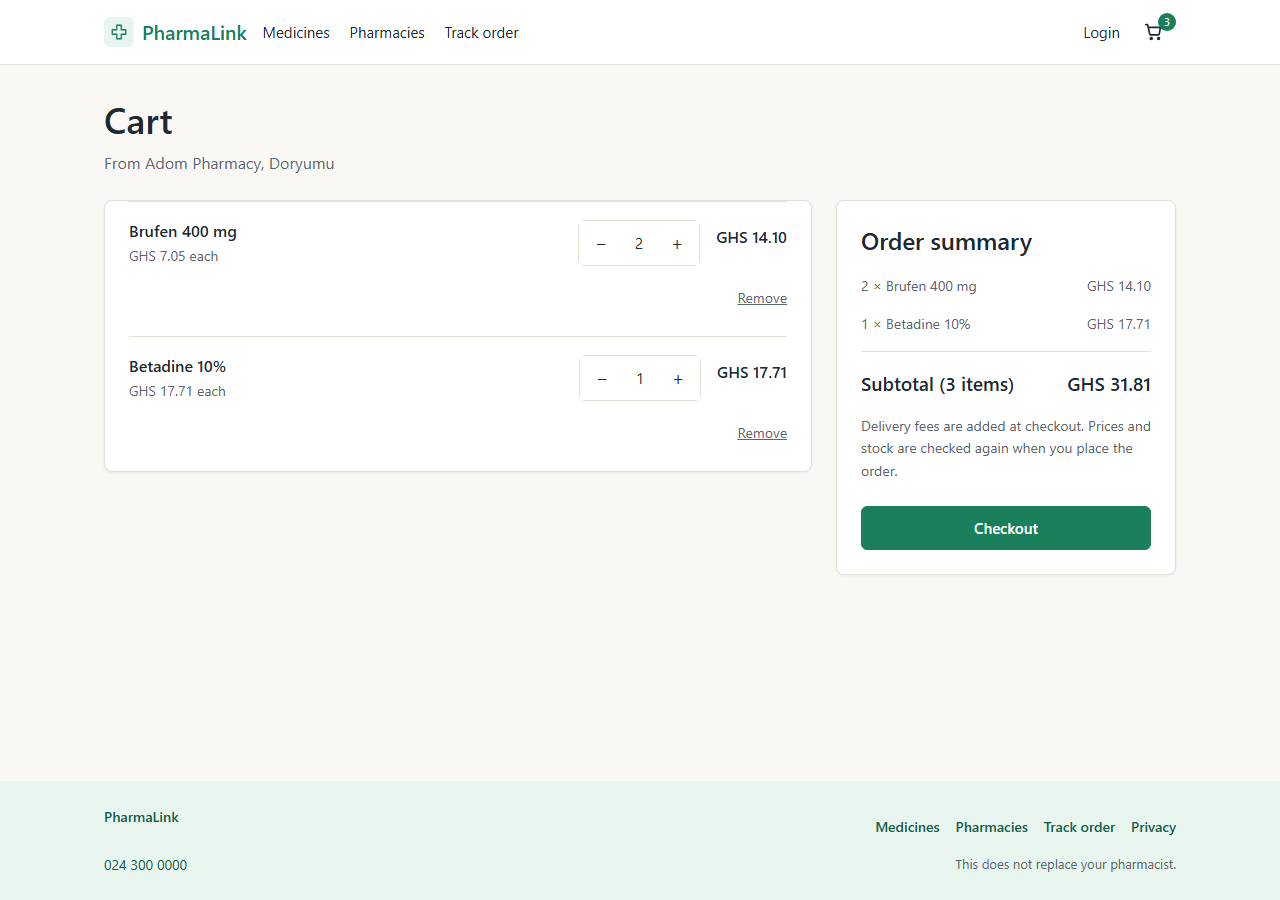 PharmaLink Medicines Pharmacies Track order Login 3
Cart
From Adom Pharmacy, Doryumu
Brufen 400 mg
GHS 7.05 each
− 2 + GHS 14.10
Remove
Betadine 10%
GHS 17.71 each
− 1 + GHS 17.71
Remove
Order summary
2 × Brufen 400 mg GHS 14.10
1 × Betadine 10% GHS 17.71
Subtotal (3 items) GHS 31.81
Delivery fees are added at checkout. Prices and
stock are checked again when you place the
order.
Checkout
PharmaLink
024 300 0000
Medicines Pharmacies Track order Privacy
This does not replace your pharmacist.